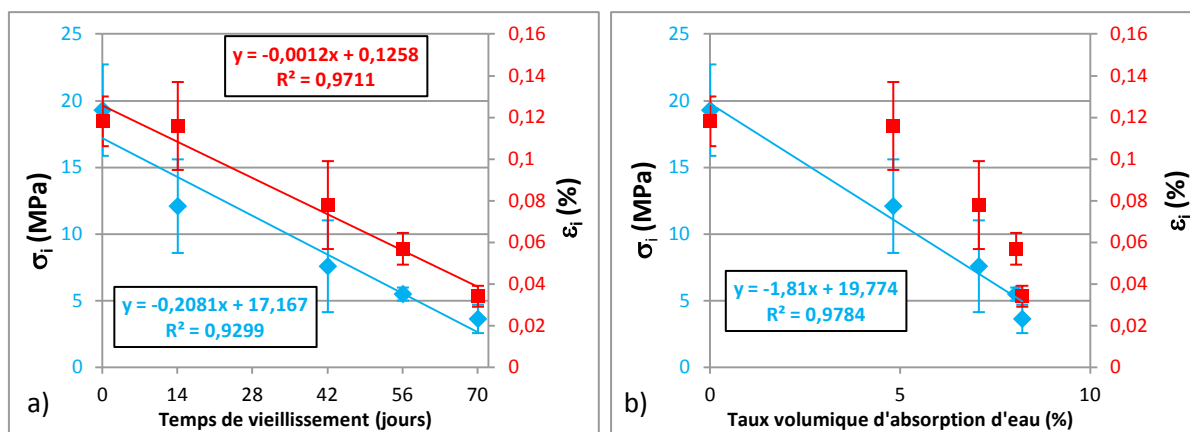 25
20
15
10
5
0
σi (MPa)
0,16
0,14
0,12
0,1
0,08
0,06
0,04
0,02
0
εi (%)
y = -0,0012x + 0,1258
R² = 0,9711
y = -0,2081x + 17,167
R² = 0,9299
0 14 28 42 56 70
a)
Temps de vieillissement (jours)
25
20
15
10
5
0
σi (MPa)
0,16
0,14
0,12
0,1
0,08
0,06
0,04
0,02
0
εi (%)
y = -1,81x + 19,774
R² = 0,9784
0 5 10
b)
Taux volumique d'absorption d'eau (%)